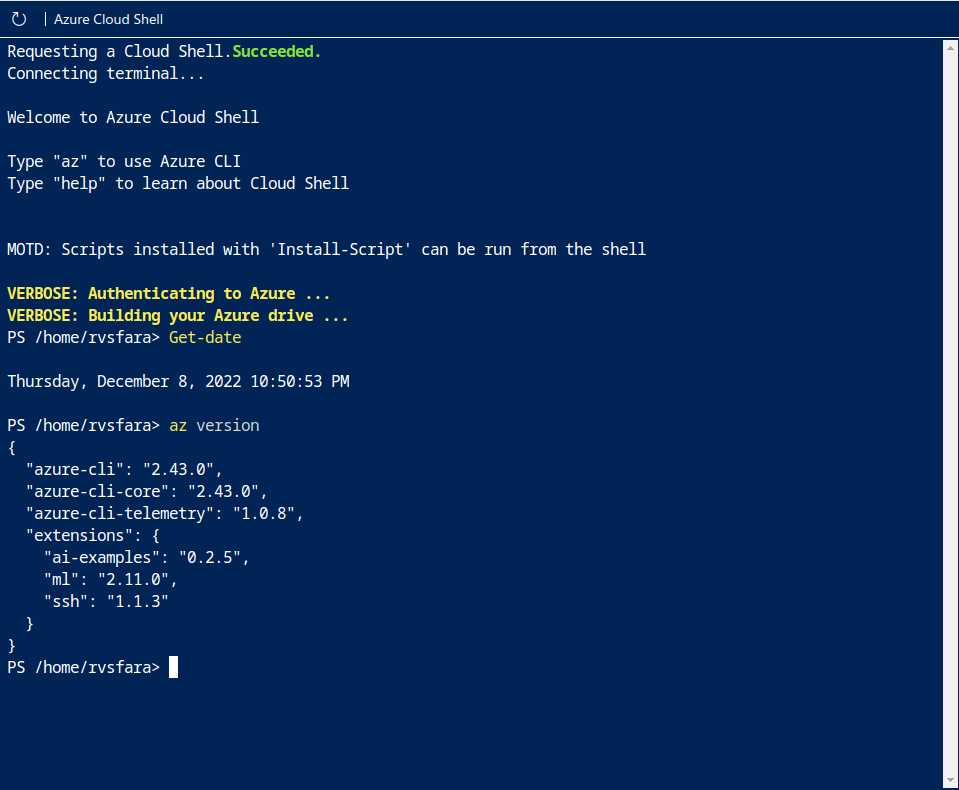 | Azure Cloud Shell
Requesting a Cloud Shell.Succeeded.
Connecting terminal...
Welcome to Azure Cloud Shell
Type "az" to use Azure CLI
Type "help" to learn about Cloud Shell
MOTD: Scripts installed with 'Install-Script' can be run from the shell
VERBOSE: Authenticating to Azure ...
VERBOSE: Building your Azure drive ...
PS /home/rvsfara> Get-date
Thursday, December 8, 2022 10:50:53 PM
PS /home/rvsfara> az version
{
  "azure-cli": "2.43.0",
  "azure-cli-core": "2.43.0",
  "azure-cli-telemetry": "1.0.8",
  "extensions": {
    "ai-examples": "0.2.5",
    "ml": "2.11.0",
    "ssh": "1.1.3"
  }
}
PS /home/rvsfara>